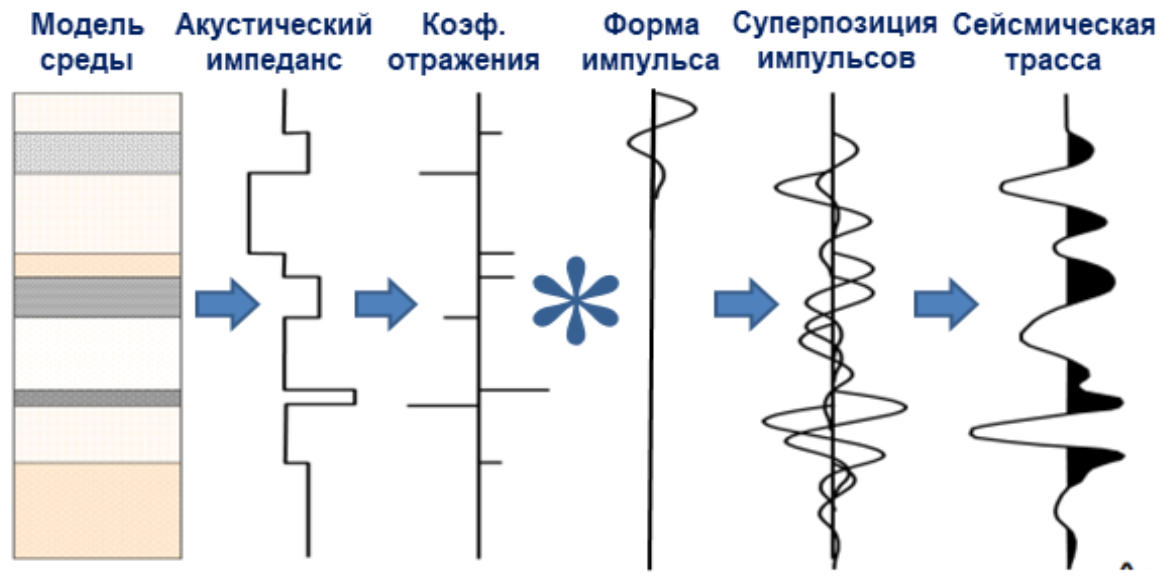 Модель
среды
Акустический
импеданс
Коэф.
отражения
Форма
импульса
Суперпозиция
импульсов
Сейсмическая
трасса